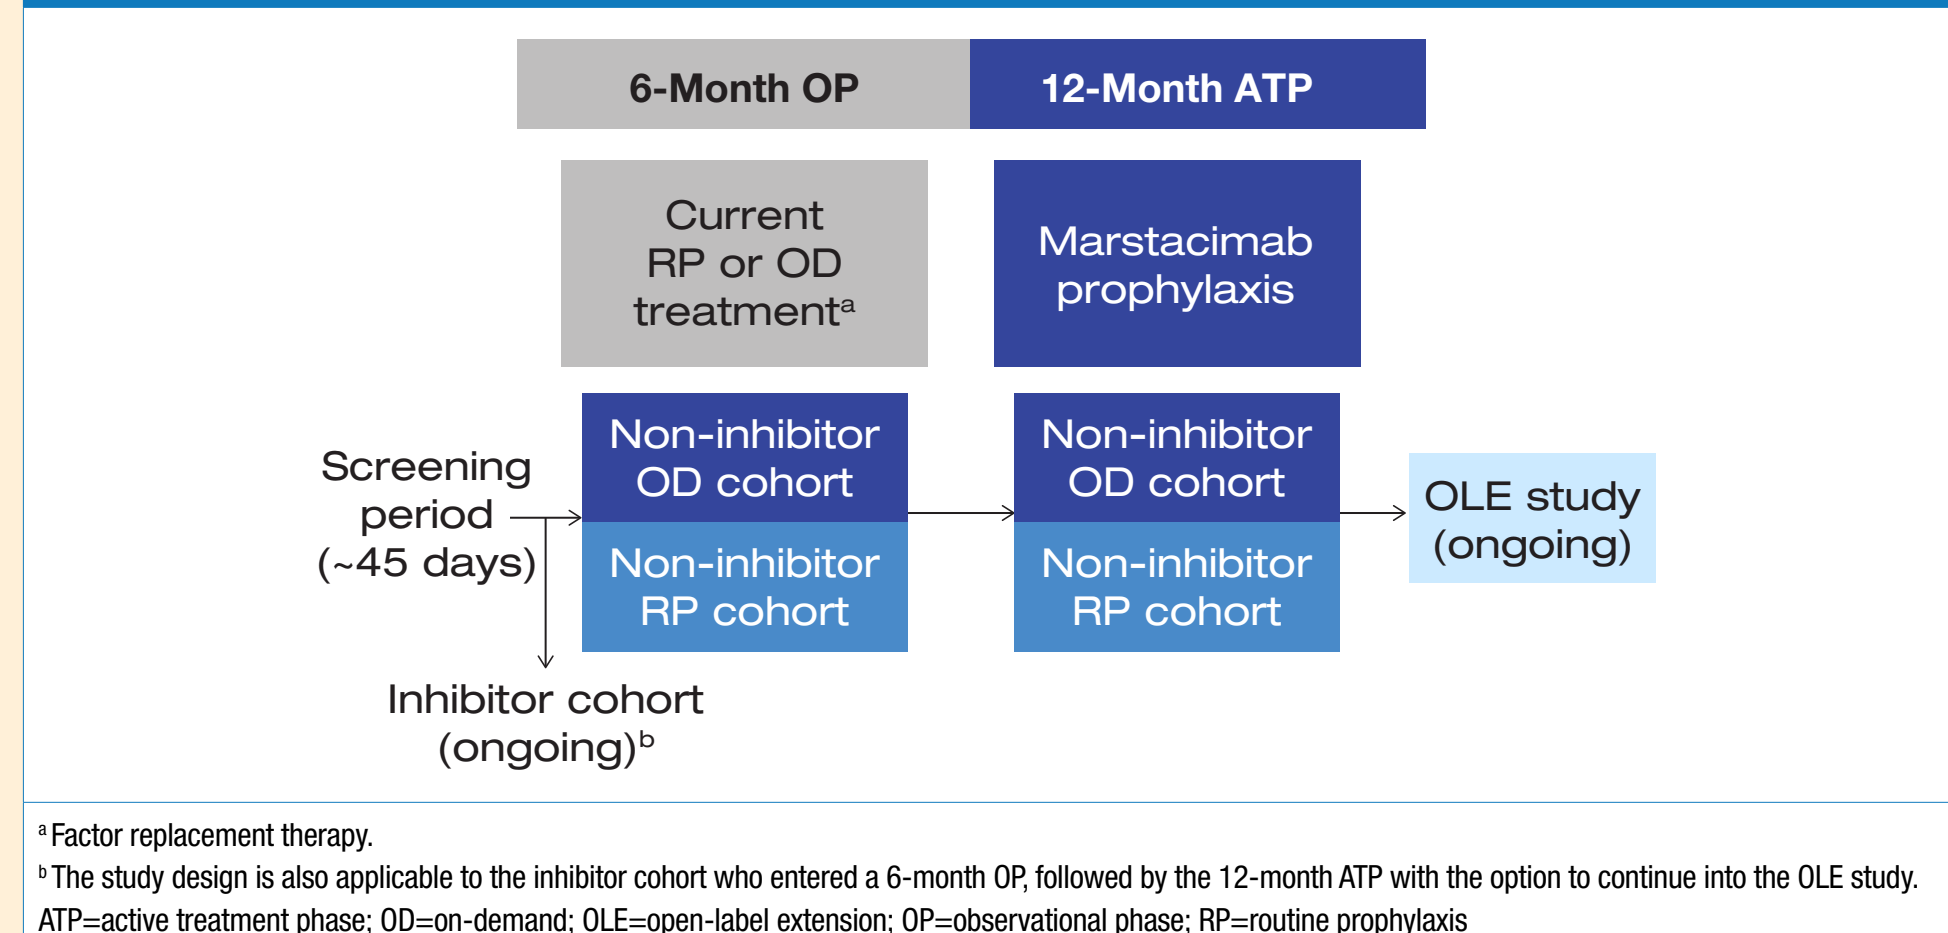 6-Month OP
12-Month ATP
Current
RP or OD
treatmentᵃ
Marstacimab
prophylaxis
Screening
period
(~45 days)
Non-inhibitor
OD cohort
Non-inhibitor
RP cohort
Non-inhibitor
OD cohort
Non-inhibitor
RP cohort
OLE study
(ongoing)
Inhibitor cohort
(ongoing)ᵇ
ᵃ Factor replacement therapy.
ᵇ The study design is also applicable to the inhibitor cohort who entered a 6-month OP, followed by the 12-month ATP with the option to continue into the OLE study.
ATP=active treatment phase; OD=on-demand; OLE=open-label extension; OP=observational phase; RP=routine prophylaxis